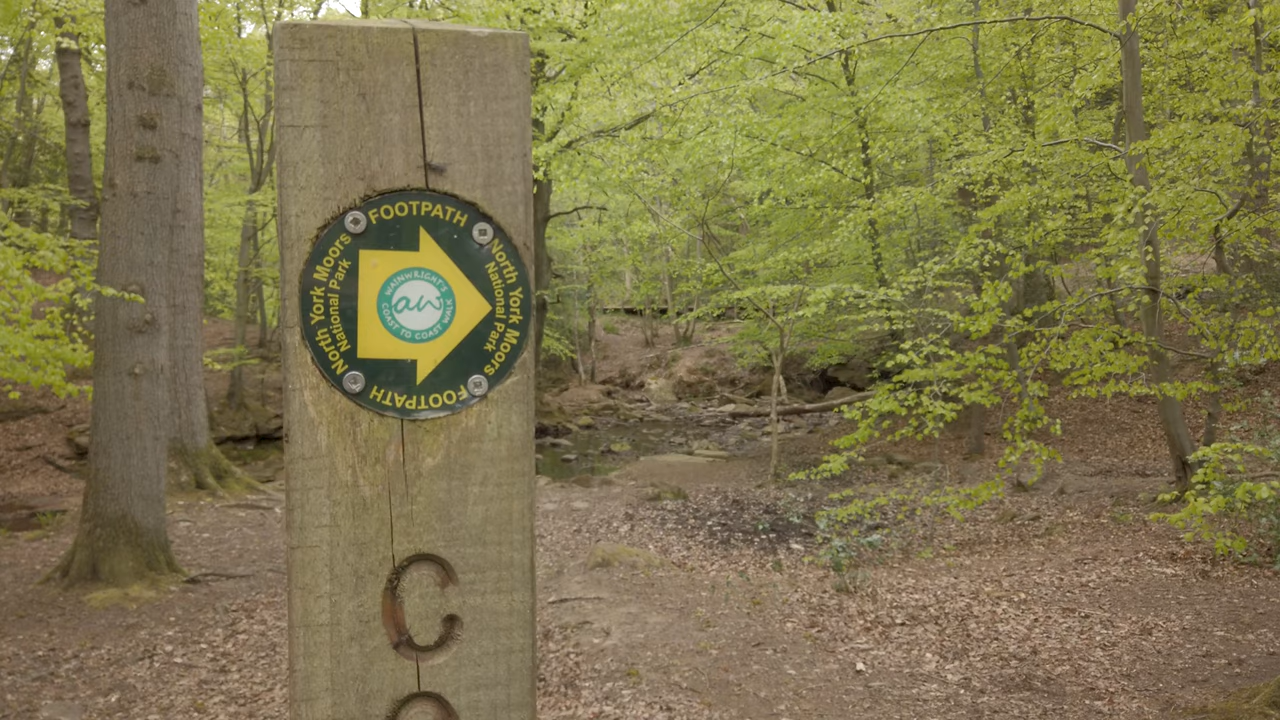 FOOTPATH
North York Moors
National Park
North York Moors
National Park
WAINWRIGHT'S
aw
COAST TO COAST WALK
FOOTPATH
C